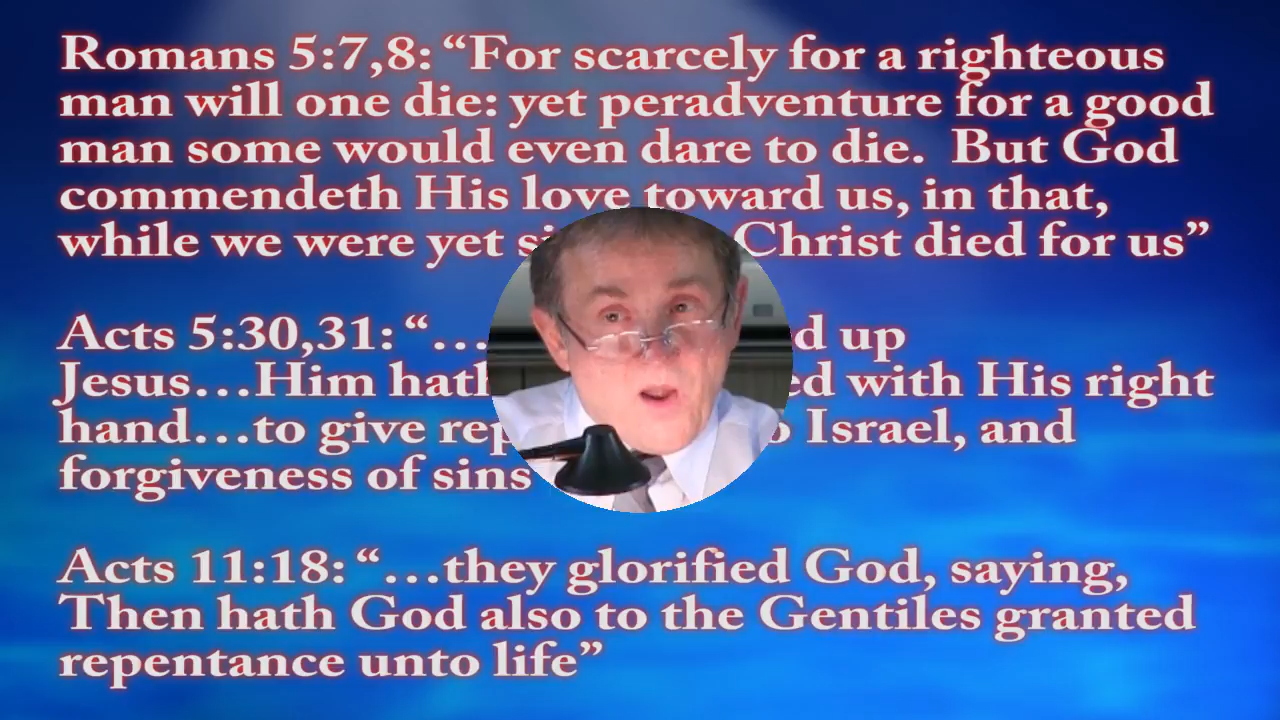 Romans 5:7,8: “For scarcely for a righteous
man will one die: yet peradventure for a good
man some would even dare to die.  But God
commendeth His love toward us, in that,
while we were yet Christ died for us”
Acts 5:30,31: “… up
Jesus…Him hath with His right
hand…to give Israel, and
forgiveness of sins
Acts 11:18: “…they glorified God, saying,
Then hath God also to the Gentiles granted
repentance unto life”